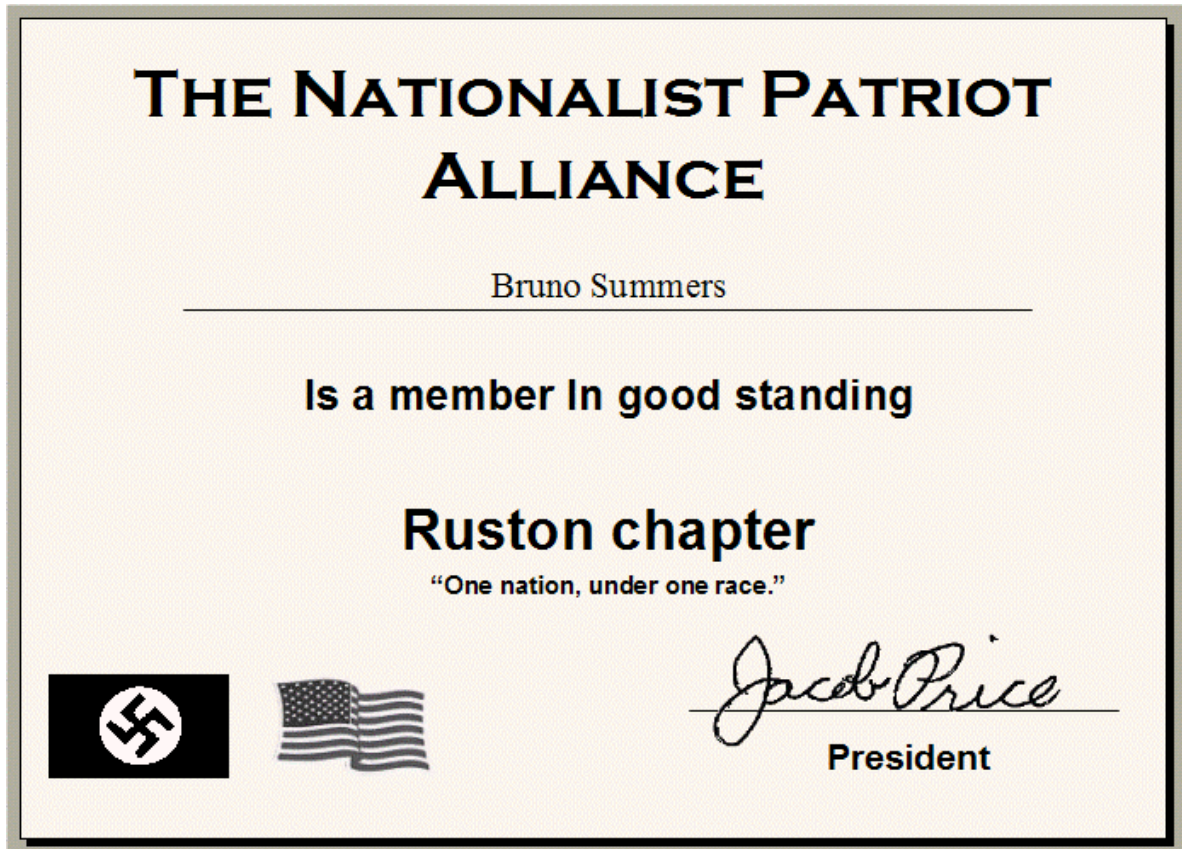 THE NATIONALIST PATRIOT
ALLIANCE
Bruno Summers
Is a member In good standing
Ruston chapter
“One nation, under one race.”
Jacob Price
President